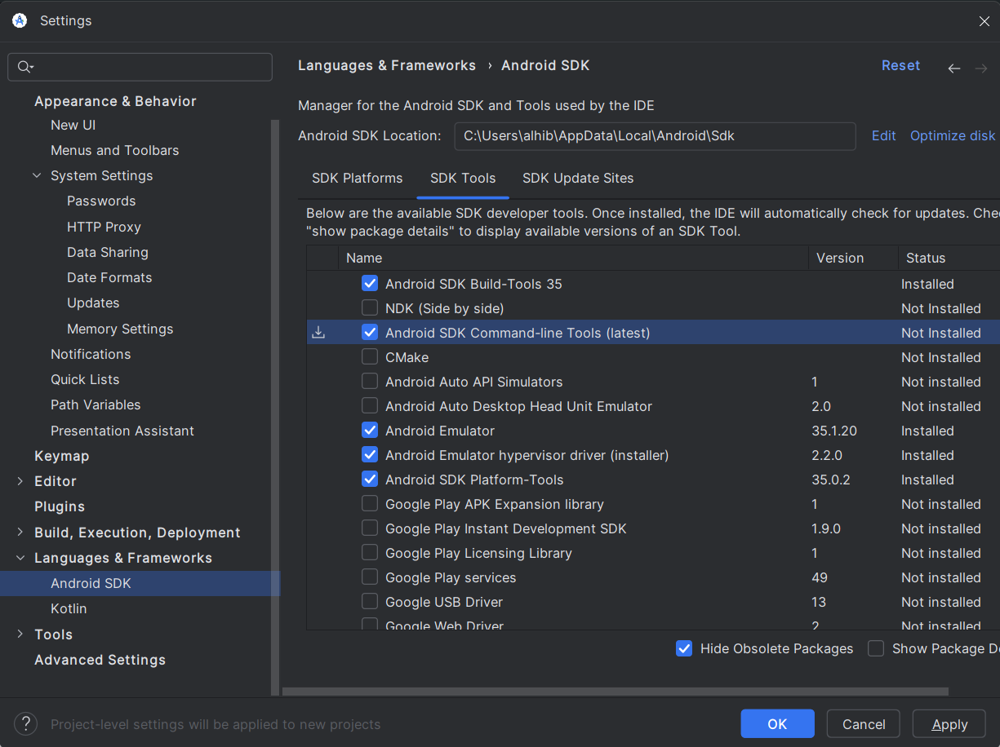 Settings
Languages & Frameworks › Android SDK
Reset
Appearance & Behavior
New UI
Menus and Toolbars
System Settings
Passwords
HTTP Proxy
Data Sharing
Date Formats
Updates
Memory Settings
Notifications
Quick Lists
Path Variables
Presentation Assistant
Keymap
Editor
Plugins
Build, Execution, Deployment
Languages & Frameworks
Android SDK
Kotlin
Tools
Advanced Settings
Manager for the Android SDK and Tools used by the IDE
Android SDK Location: C:\Users\alhib\AppData\Local\Android\Sdk Edit Optimize disk
SDK Platforms SDK Tools SDK Update Sites
Below are the available SDK developer tools. Once installed, the IDE will automatically check for updates. Chec
"show package details" to display available versions of an SDK Tool.
Name Version Status
Android SDK Build-Tools 35 Installed
NDK (Side by side) Not Installed
Android SDK Command-line Tools (latest) Not Installed
CMake Not Installed
Android Auto API Simulators 1 Not installed
Android Auto Desktop Head Unit Emulator 2.0 Not installed
Android Emulator 35.1.20 Installed
Android Emulator hypervisor driver (installer) 2.2.0 Installed
Android SDK Platform-Tools 35.0.2 Installed
Google Play APK Expansion library 1 Not installed
Google Play Instant Development SDK 1.9.0 Not installed
Google Play Licensing Library 1 Not installed
Google Play services 49 Not installed
Google USB Driver 13 Not installed
Google Web Driver 2 Not installed
Hide Obsolete Packages Show Package De
? Project-level settings will be applied to new projects
OK Cancel Apply